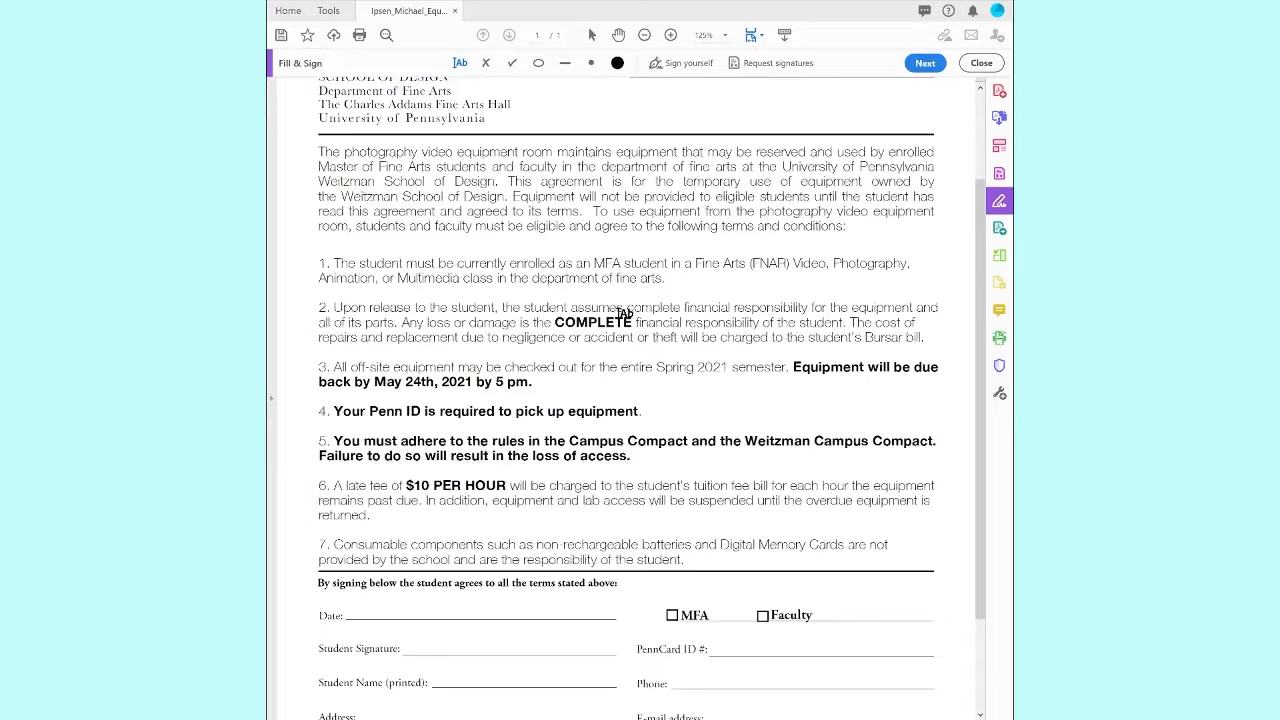 Home Tools Ipsen_Michael_Equ... ×
1 / 1 125%
Fill & Sign Ab Sign yourself Request signatures Next Close
SCHOOL OF DESIGN
Department of Fine Arts
The Charles Addams Fine Arts Hall
University of Pennsylvania
The photography video equipment room maintains equipment that may be reserved and used by enrolled
Master of Fine Arts students and faculty in the department of fine arts at the University of Pennsylvania
Weitzman School of Design. This agreement is for the temporary use of equipment owned by
the Weitzman School of Design. Equipment will not be provided to eligible students until the student has
read this agreement and agreed to its terms. To use equipment from the photography video equipment
room, students and faculty must be eligible and agree to the following terms and conditions:
1. The student must be currently enrolled as an MFA student in a Fine Arts (FNAR) Video, Photography,
Animation, or Multimedia class in the department of fine arts.
2. Upon release to the student, the student assumes complete financial responsibility for the equipment and
all of its parts. Any loss or damage is the COMPLETE financial responsibility of the student. The cost of
repairs and replacement due to negligence or accident or theft will be charged to the student's Bursar bill.
3. All off-site equipment may be checked out for the entire Spring 2021 semester. Equipment will be due
back by May 24th, 2021 by 5 pm.
4. Your Penn ID is required to pick up equipment.
5. You must adhere to the rules in the Campus Compact and the Weitzman Campus Compact.
Failure to do so will result in the loss of access.
6. A late fee of $10 PER HOUR will be charged to the student's tuition fee bill for each hour the equipment
remains past due. In addition, equipment and lab access will be suspended until the overdue equipment is
returned.
7. Consumable components such as non-rechargeable batteries and Digital Memory Cards are not
provided by the school and are the responsibility of the student.
By signing below the student agrees to all the terms stated above:
Date: MFA Faculty
Student Signature: PennCard ID #:
Student Name (printed): Phone:
Address: E-mail address: